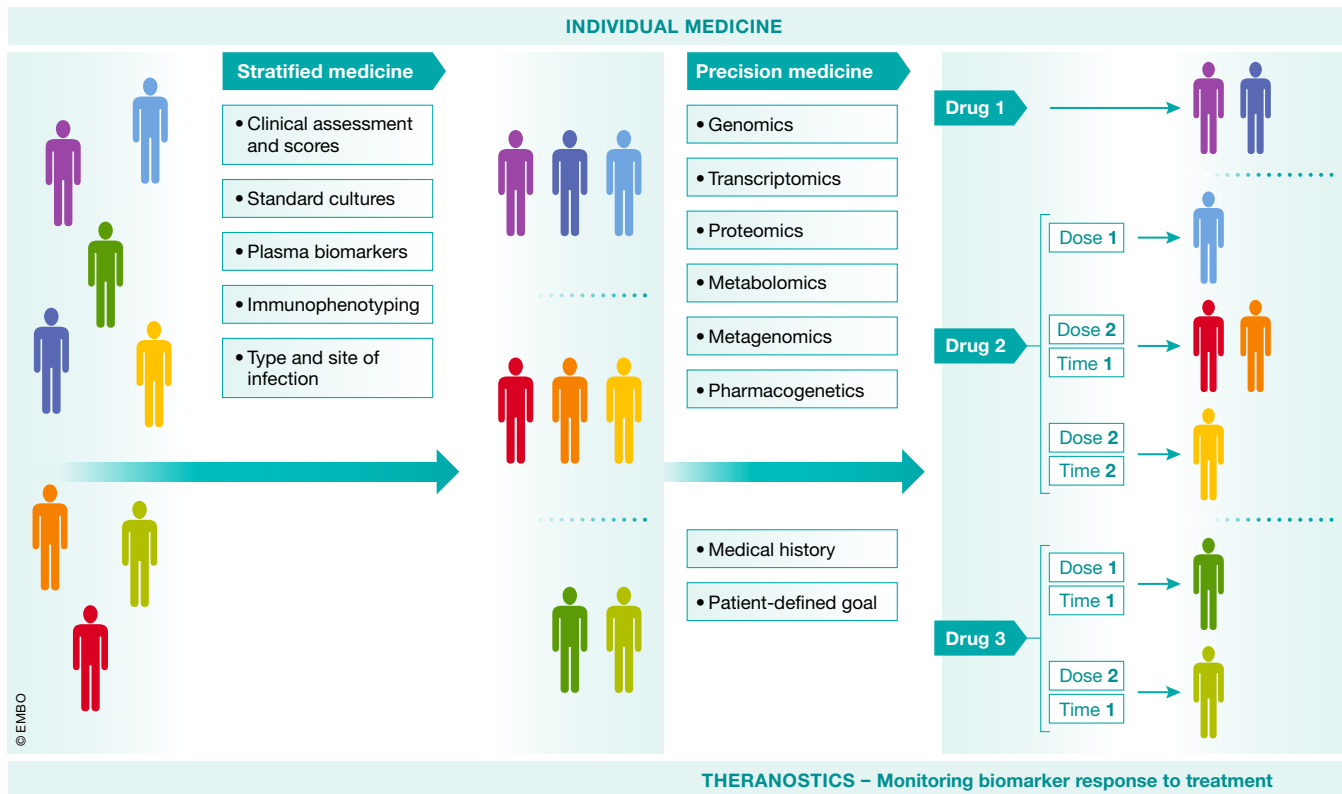 INDIVIDUAL MEDICINE
Stratified medicine
• Clinical assessment
and scores
• Standard cultures
• Plasma biomarkers
• Immunophenotyping
• Type and site of
infection
Precision medicine
• Genomics
• Transcriptomics
• Proteomics
• Metabolomics
• Metagenomics
• Pharmacogenetics
• Medical history
• Patient-defined goal
Drug 1
Drug 2
Dose 1
Dose 2
Time 1
Dose 2
Time 2
Drug 3
Dose 1
Time 1
Dose 2
Time 1
© EMBO
THERANOSTICS – Monitoring biomarker response to treatment